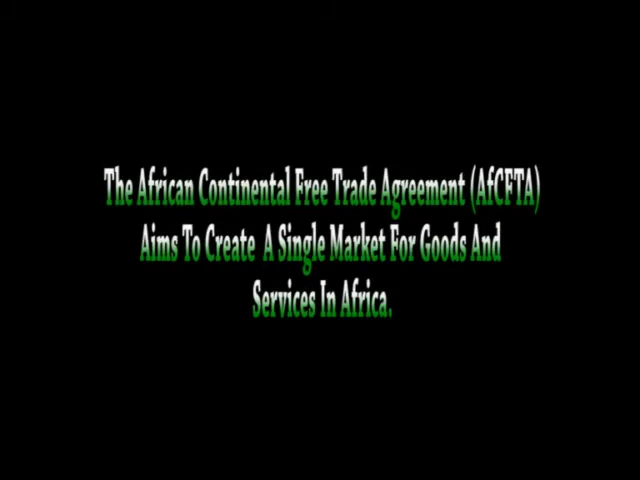 The African Continental Free Trade Agreement (AfCFTA)
Aims To Create A Single Market For Goods And
Services In Africa.